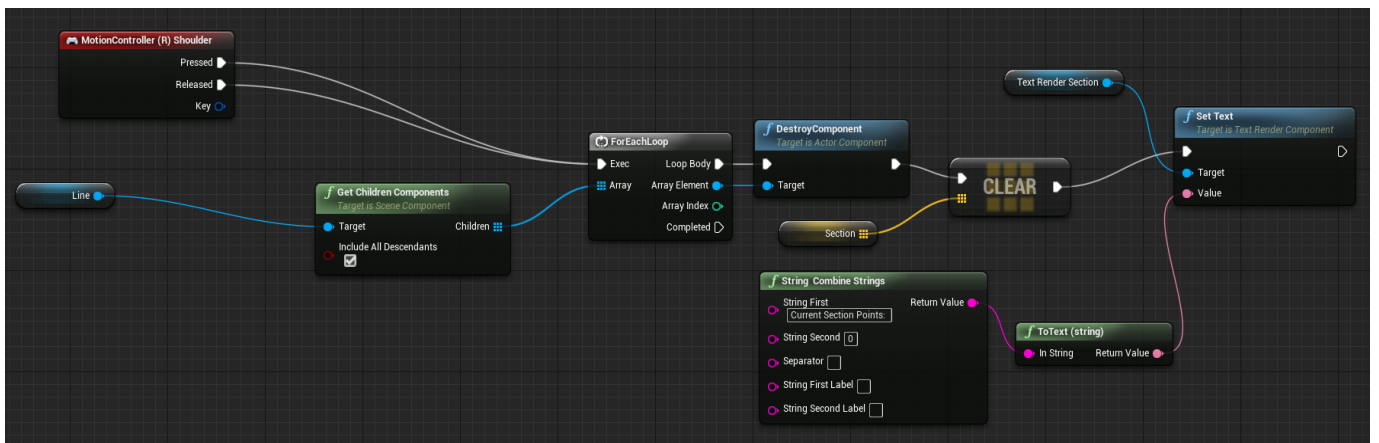 MotionController (R) Shoulder
Pressed
Released
Key
Line
f Get Children Components
Target is Scene Component
Target
Children
Include All Descendants
ForEachLoop
Exec
Loop Body
Array
Array Element
Array Index
Completed
f DestroyComponent
Target is Actor Component
Target
CLEAR
Section
Text Render Section
f Set Text
Target is Text Render Component
Target
Value
f String Combine Strings
String First
Return Value
Current Section Points:
String Second 0
Separator
String First Label
String Second Label
f ToText (string)
In String
Return Value